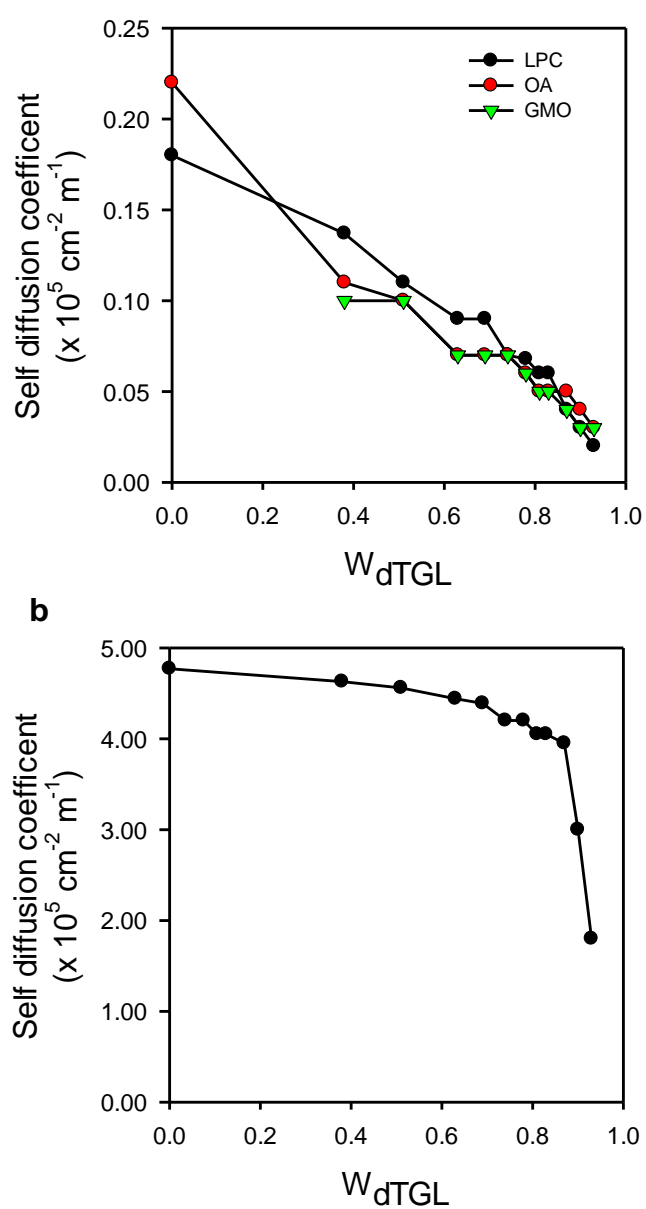 0.25
LPC
OA
GMO
0.20
0.15
0.10
0.05
0.00
Self diffusion coefficent
(x 10⁵ cm⁻² m⁻¹)
0.0 0.2 0.4 0.6 0.8 1.0
WdTGL
b
5.00
4.00
3.00
2.00
1.00
0.00
Self diffusion coefficent
(x 10⁵ cm⁻² m⁻¹)
0.0 0.2 0.4 0.6 0.8 1.0
WdTGL